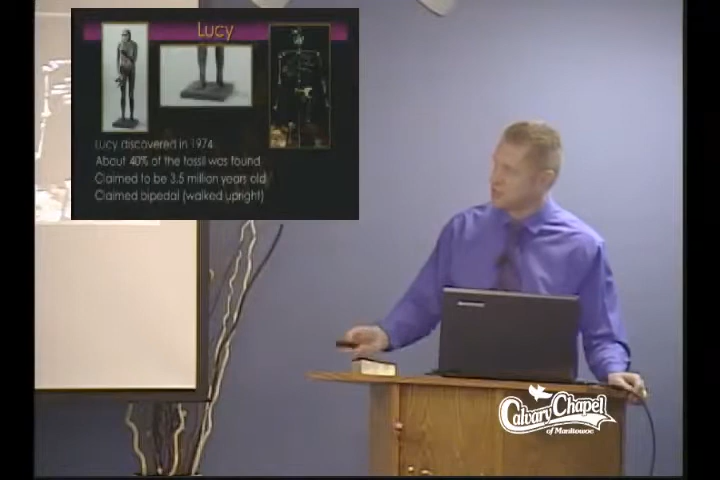 Lucy
Lucy discovered in 1974
About 40% of the fossil was found
Claimed to be 3.5 million years old
Claimed bipedal (walked upright)
lenovo
Calvary Chapel
of Manitowoc